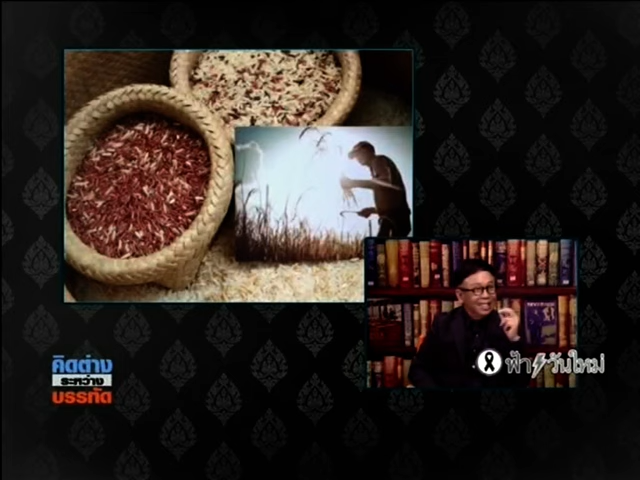 คิดต่าง
ระหว่าง
บรรทัด
ฟ้าวันใหม่